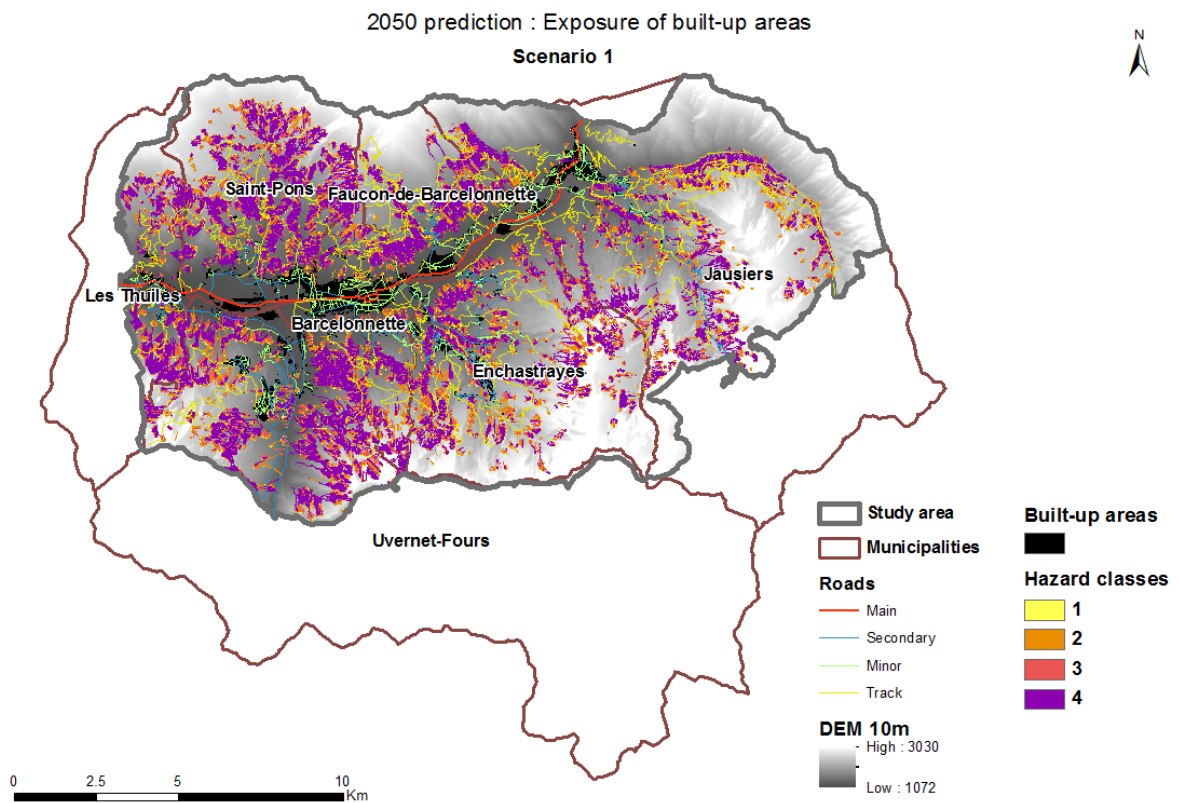 2050 prediction : Exposure of built-up areas
Scenario 1
N
Saint-Pons
Faucon-de-Barcelonnette
Jausiers
Les Thuiles
Barcelonnette
Enchastrayes
Uvernet-Fours
Study area
Municipalities
Roads
Main
Secondary
Minor
Track
DEM 10m
High : 3030
Low : 1072
Built-up areas
Hazard classes
1
2
3
4
0 2.5 5 10
Km